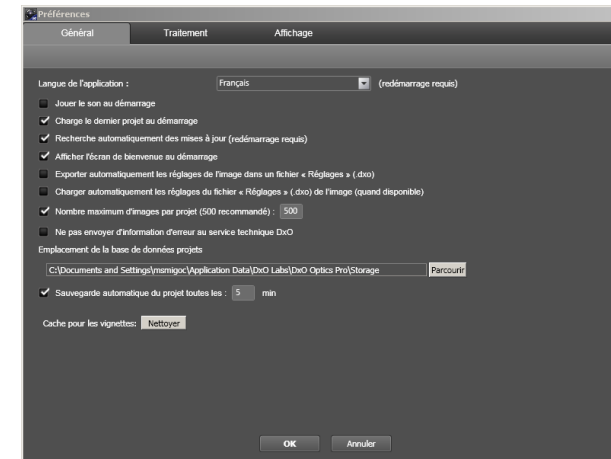 Préférences
Général Traitement Affichage
Langue de l'application : Français (redémarrage requis)
Jouer le son au démarrage
Charge le dernier projet au démarrage
Recherche automatiquement des mises à jour (redémarrage requis)
Afficher l'écran de bienvenue au démarrage
Exporter automatiquement les réglages de l'image dans un fichier « Réglages » (.dxo)
Charger automatiquement les réglages du fichier « Réglages » (.dxo) de l'image (quand disponible)
Nombre maximum d'images par projet (500 recommandé) : 500
Ne pas envoyer d'information d'erreur au service technique DxO
Emplacement de la base de données projets
C:\Documents and Settings\msmigoc\Application Data\DxO Labs\DxO Optics Pro\Storage Parcourir
Sauvegarde automatique du projet toutes les : 5 min
Cache pour les vignettes: Nettoyer
OK Annuler